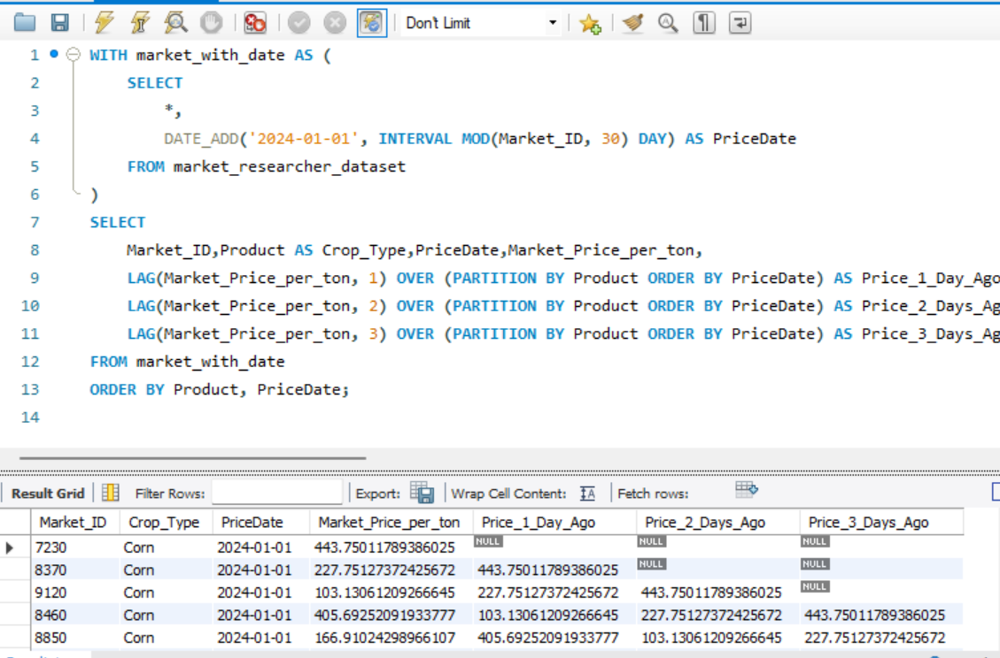 Don't Limit
1 WITH market_with_date AS (
2 SELECT
3 *,
4 DATE_ADD('2024-01-01', INTERVAL MOD(Market_ID, 30) DAY) AS PriceDate
5 FROM market_researcher_dataset
6 )
7 SELECT
8 Market_ID,Product AS Crop_Type,PriceDate,Market_Price_per_ton,
9 LAG(Market_Price_per_ton, 1) OVER (PARTITION BY Product ORDER BY PriceDate) AS Price_1_Day_Ago
10 LAG(Market_Price_per_ton, 2) OVER (PARTITION BY Product ORDER BY PriceDate) AS Price_2_Days_Ag
11 LAG(Market_Price_per_ton, 3) OVER (PARTITION BY Product ORDER BY PriceDate) AS Price_3_Days_Ag
12 FROM market_with_date
13 ORDER BY Product, PriceDate;
14
Result Grid Filter Rows: Export: Wrap Cell Content: Fetch rows:
Market_ID Crop_Type PriceDate Market_Price_per_ton Price_1_Day_Ago Price_2_Days_Ago Price_3_Days_Ago
7230 Corn 2024-01-01 443.75011789386025 NULL NULL NULL
8370 Corn 2024-01-01 227.75127372425672 443.75011789386025 NULL NULL
9120 Corn 2024-01-01 103.13061209266645 227.75127372425672 443.75011789386025 NULL
8460 Corn 2024-01-01 405.69252091933777 103.13061209266645 227.75127372425672 443.75011789386025
8850 Corn 2024-01-01 166.91024298966107 405.69252091933777 103.13061209266645 227.75127372425672